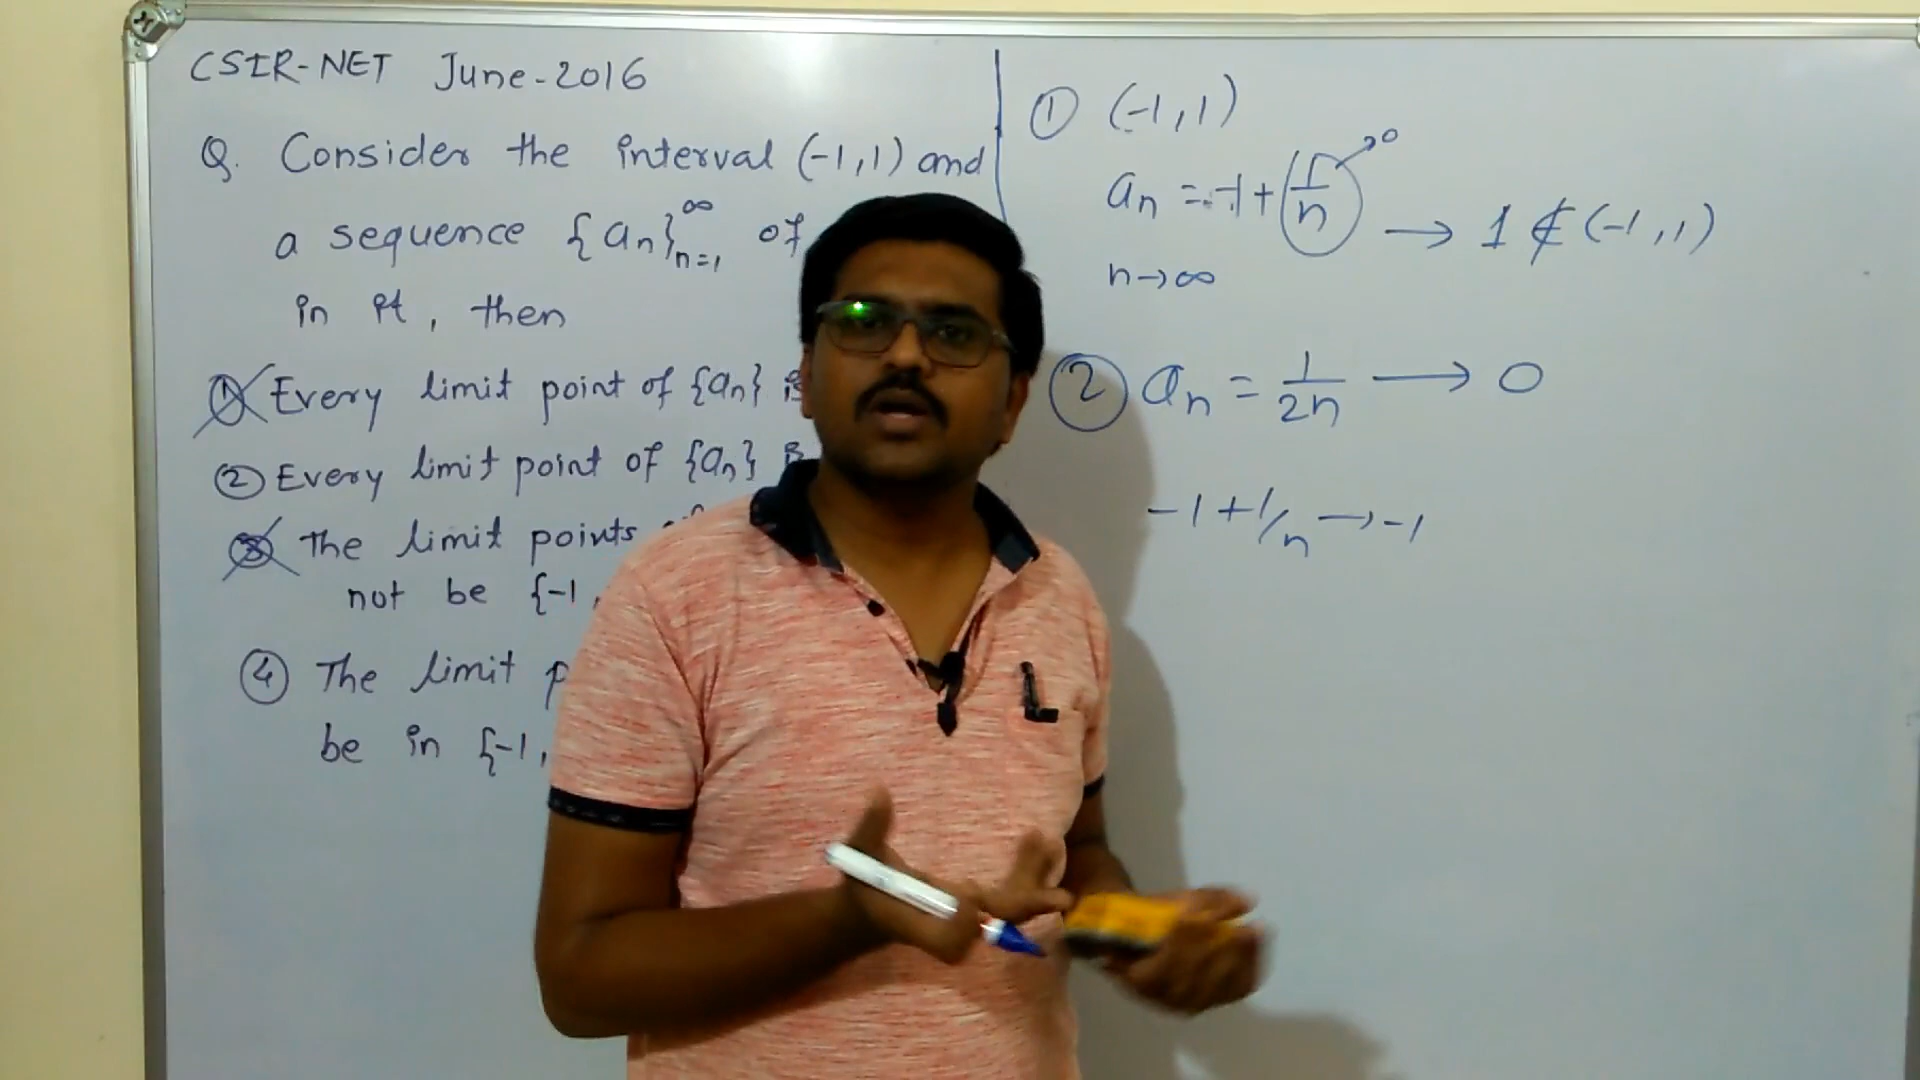 CSIR-NET June-2016
Q. Consider the interval (-1,1) and
a sequence {an}∞n=1 of
in it, then
① Every limit point of {an} is
② Every limit point of {an} is
③ The limit points of
not be {-1,
④ The limit p
be in {-1,
① (-1,1)
an = -1 + 1/n → 0 → 1 ∉ (-1,1)
n→∞
② an = 1/2n → 0
-1 + 1/n → -1